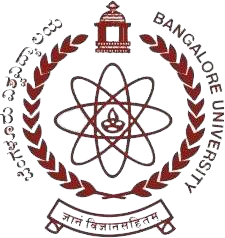 ಬೆಂಗಳೂರು ವಿಶ್ವವಿದ್ಯಾಲಯ
BANGALORE UNIVERSITY
ज्ञानं विज्ञानसहितम्